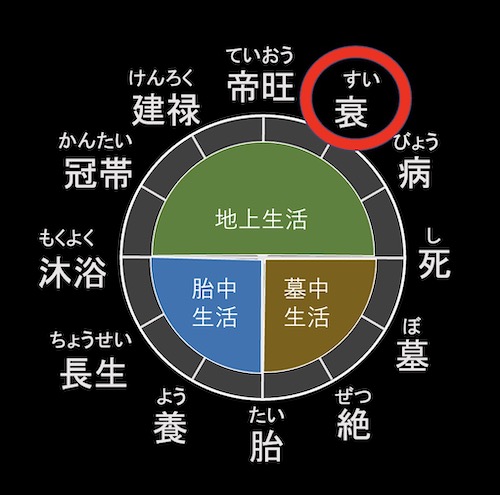 ていおう
帝旺
すい
衰
びょう
病
し
死
ぼ
墓
ぜつ
絶
たい
胎
よう
養
ちょうせい
長生
もくよく
沐浴
かんたい
冠帯
けんろく
建禄
地上生活
胎中
生活
墓中
生活